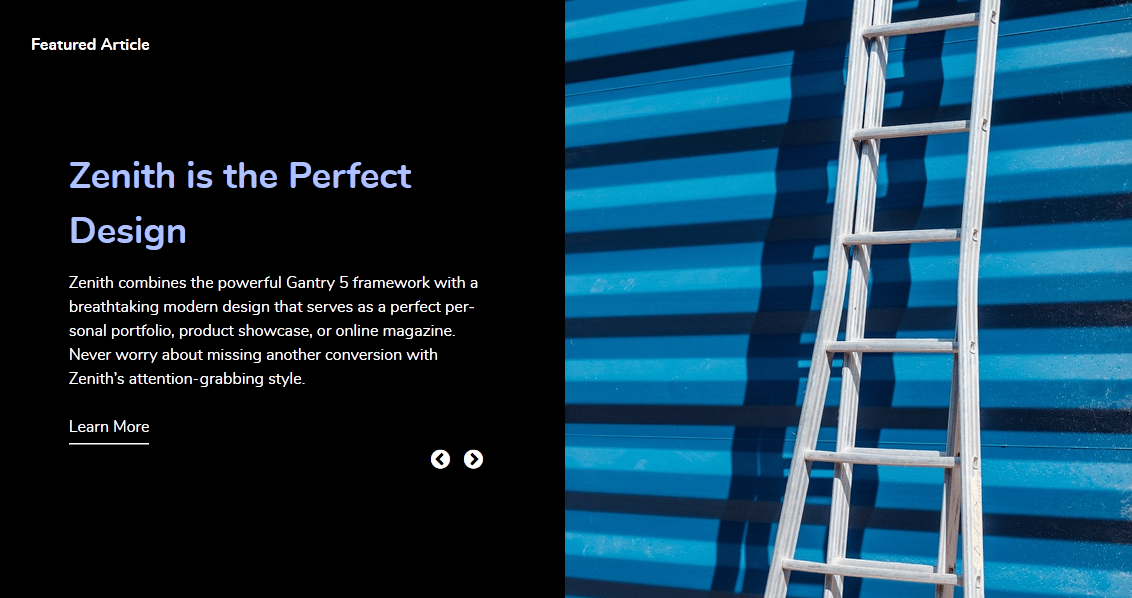 Featured Article
Zenith is the Perfect
Design
Zenith combines the powerful Gantry 5 framework with a
breathtaking modern design that serves as a perfect per-
sonal portfolio, product showcase, or online magazine.
Never worry about missing another conversion with
Zenith’s attention-grabbing style.
Learn More